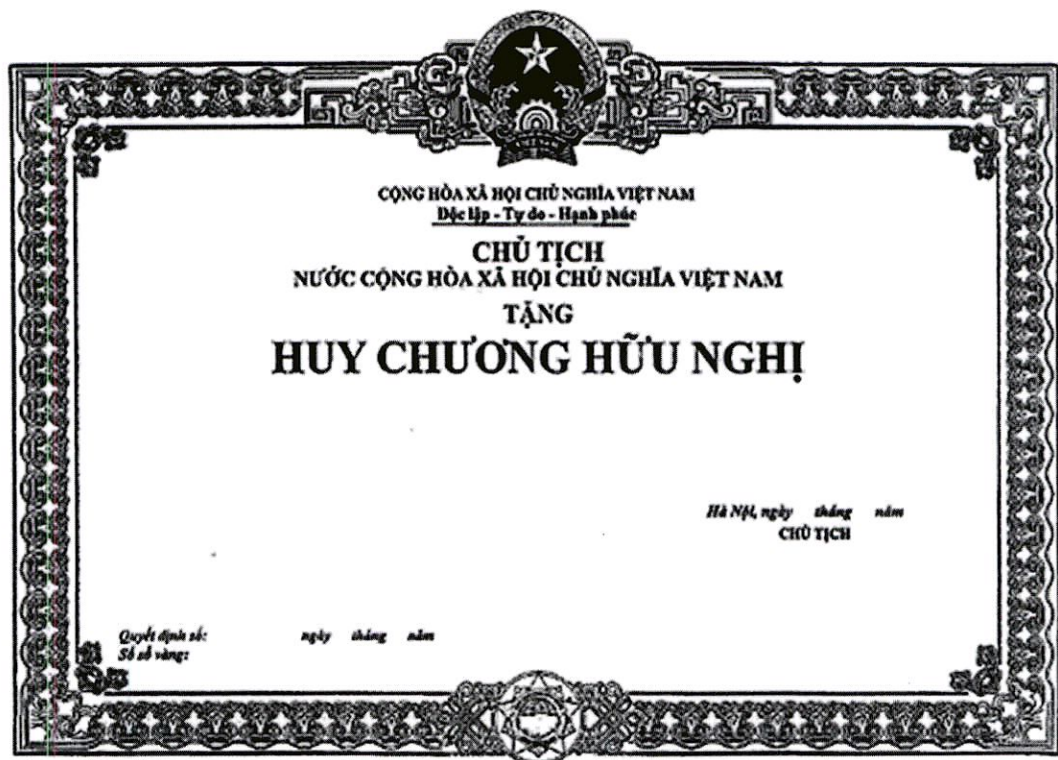 VIỆT NAM
CỘNG HÒA XÃ HỘI CHỦ NGHĨA VIỆT NAM
Độc lập - Tự do - Hạnh phúc
CHỦ TỊCH
NƯỚC CỘNG HÒA XÃ HỘI CHỦ NGHĨA VIỆT NAM
TẶNG
HUY CHƯƠNG HỮU NGHỊ
Hà Nội, ngày tháng năm
CHỦ TỊCH
Quyết định số: ngày tháng năm
Số sổ vàng: